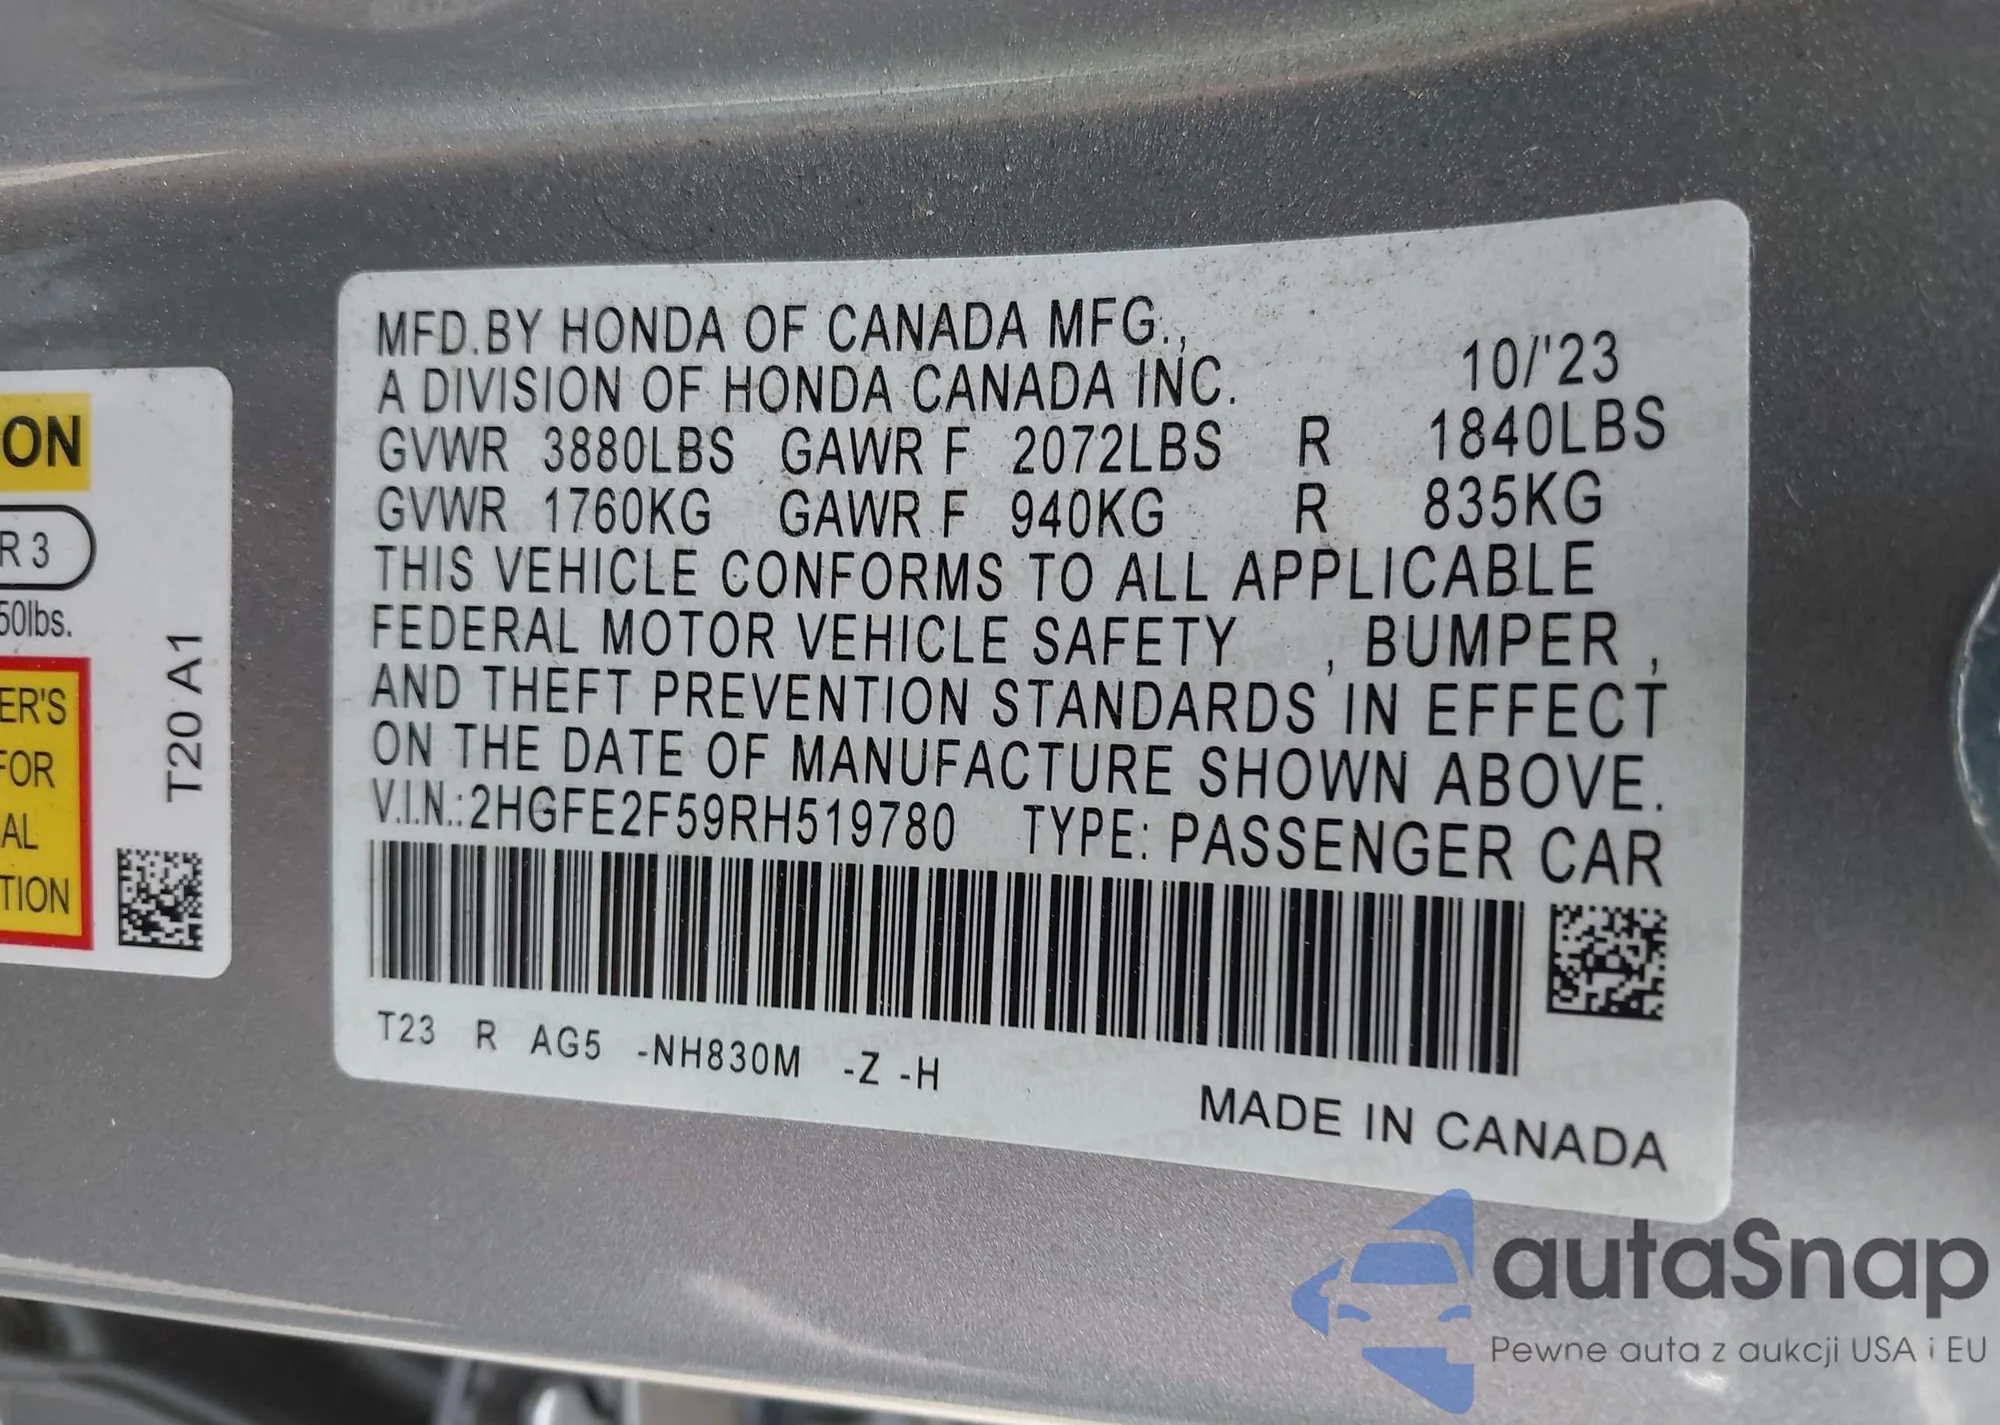 ON
R 3
50lbs.
ER'S
FOR
AL
TION
T20 A1
MFD.BY HONDA OF CANADA MFG.,
A DIVISION OF HONDA CANADA INC. 10/'23
GVWR 3880LBS GAWR F 2072LBS R 1840LBS
GVWR 1760KG GAWR F 940KG R 835KG
THIS VEHICLE CONFORMS TO ALL APPLICABLE
FEDERAL MOTOR VEHICLE SAFETY , BUMPER ,
AND THEFT PREVENTION STANDARDS IN EFFECT
ON THE DATE OF MANUFACTURE SHOWN ABOVE.
V.I.N.:2HGFE2F59RH519780 TYPE: PASSENGER CAR
T23 R AG5 -NH830M -Z -H
MADE IN CANADA
autaSnap
Pewne auta z aukcji USA i EU